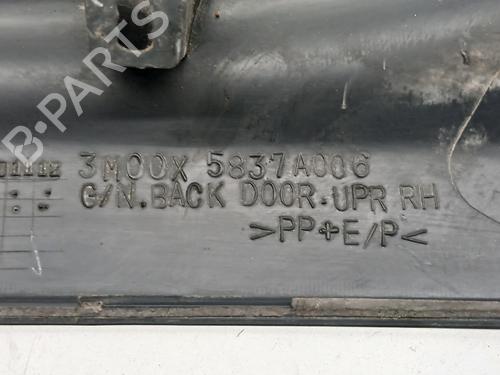 B-PARTS
3M00X 5837A006
G/N. BACK DOOR. UPR RH
>PP+E/P<